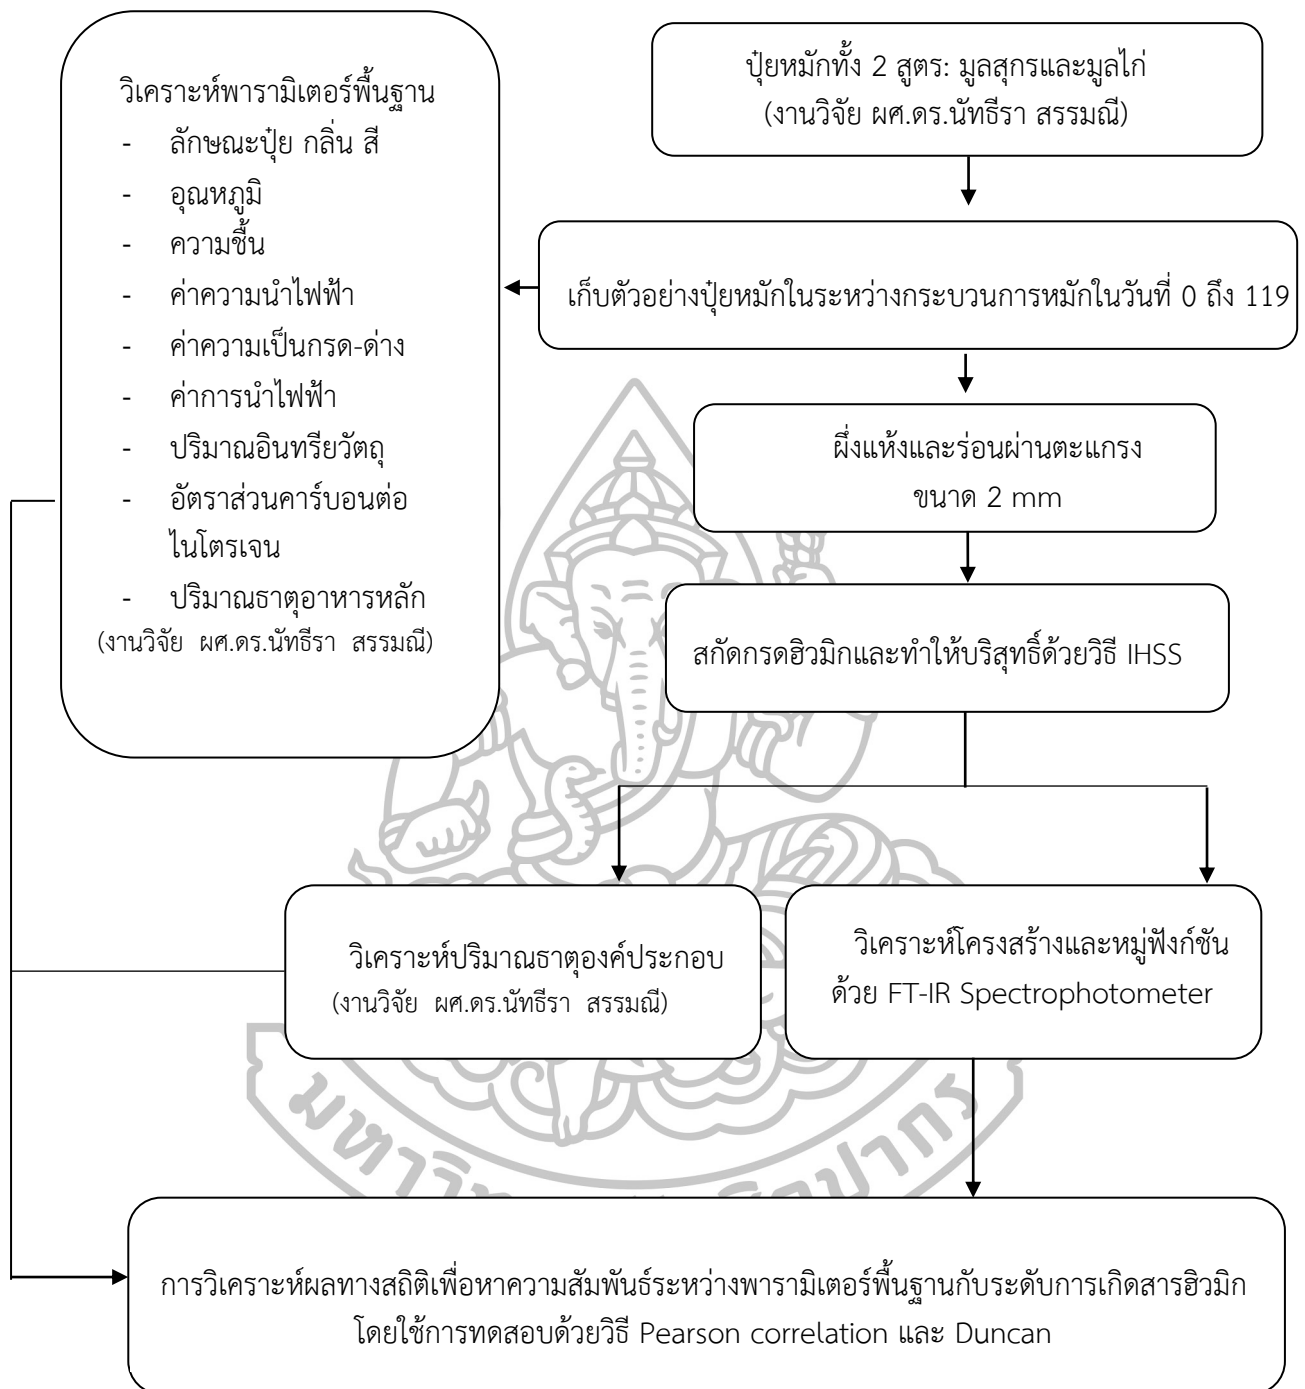 วิเคราะห์พารามิเตอร์พื้นฐาน
- ลักษณะปุ๋ย กลิ่น สี
- อุณหภูมิ
- ความชื้น
- ค่าความนำไฟฟ้า
- ค่าความเป็นกรด-ด่าง
- ค่าการนำไฟฟ้า
- ปริมาณอินทรียวัตถุ
- อัตราส่วนคาร์บอนต่อ
ไนโตรเจน
- ปริมาณธาตุอาหารหลัก
(งานวิจัย ผศ.ดร.นัทธีรา สรรมณี)
ปุ๋ยหมักทั้ง 2 สูตร: มูลสุกรและมูลไก่
(งานวิจัย ผศ.ดร.นัทธีรา สรรมณี)
เก็บตัวอย่างปุ๋ยหมักในระหว่างกระบวนการหมักในวันที่ 0 ถึง 119
ผึ่งแห้งและร่อนผ่านตะแกรง
ขนาด 2 mm
สกัดกรดฮิวมิกและทำให้บริสุทธิ์ด้วยวิธี IHSS
วิเคราะห์ปริมาณธาตุองค์ประกอบ
(งานวิจัย ผศ.ดร.นัทธีรา สรรมณี)
วิเคราะห์โครงสร้างและหมู่ฟังก์ชัน
ด้วย FT-IR Spectrophotometer
การวิเคราะห์ผลทางสถิติเพื่อหาความสัมพันธ์ระหว่างพารามิเตอร์พื้นฐานกับระดับการเกิดสารฮิวมิก
โดยใช้การทดสอบด้วยวิธี Pearson correlation และ Duncan